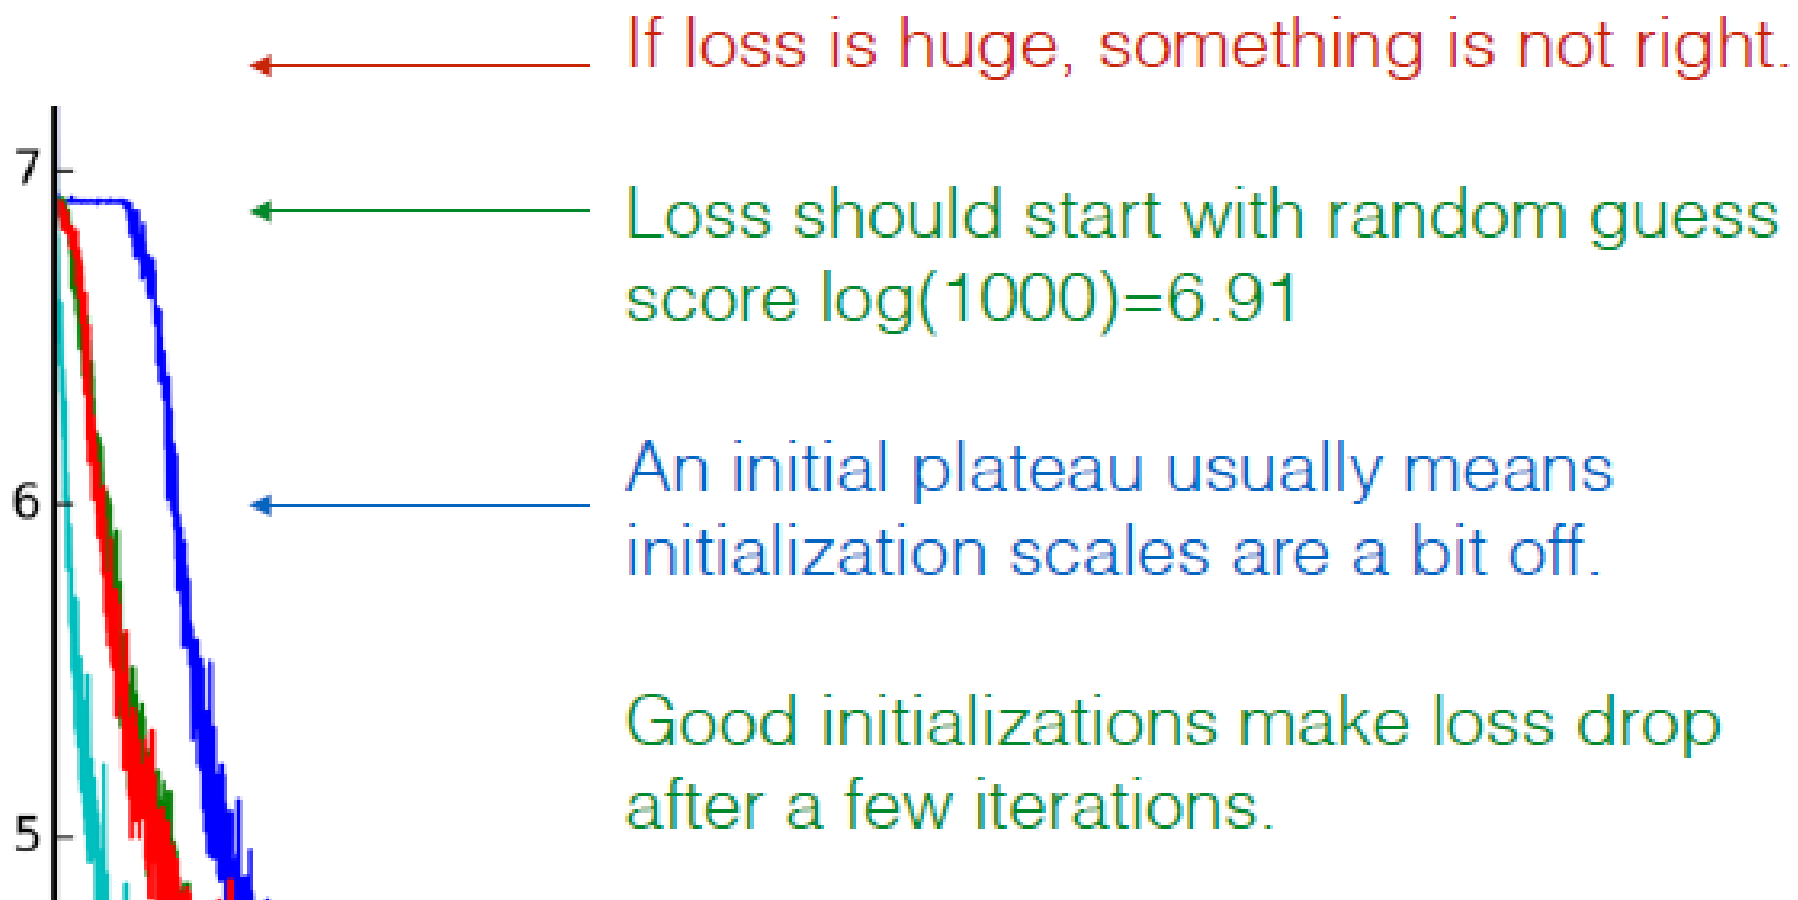 If loss is huge, something is not right.
7
Loss should start with random guess
score log(1000)=6.91
An initial plateau usually means
6
initialization scales are a bit off.
Good initializations make loss drop
after a few iterations.
5